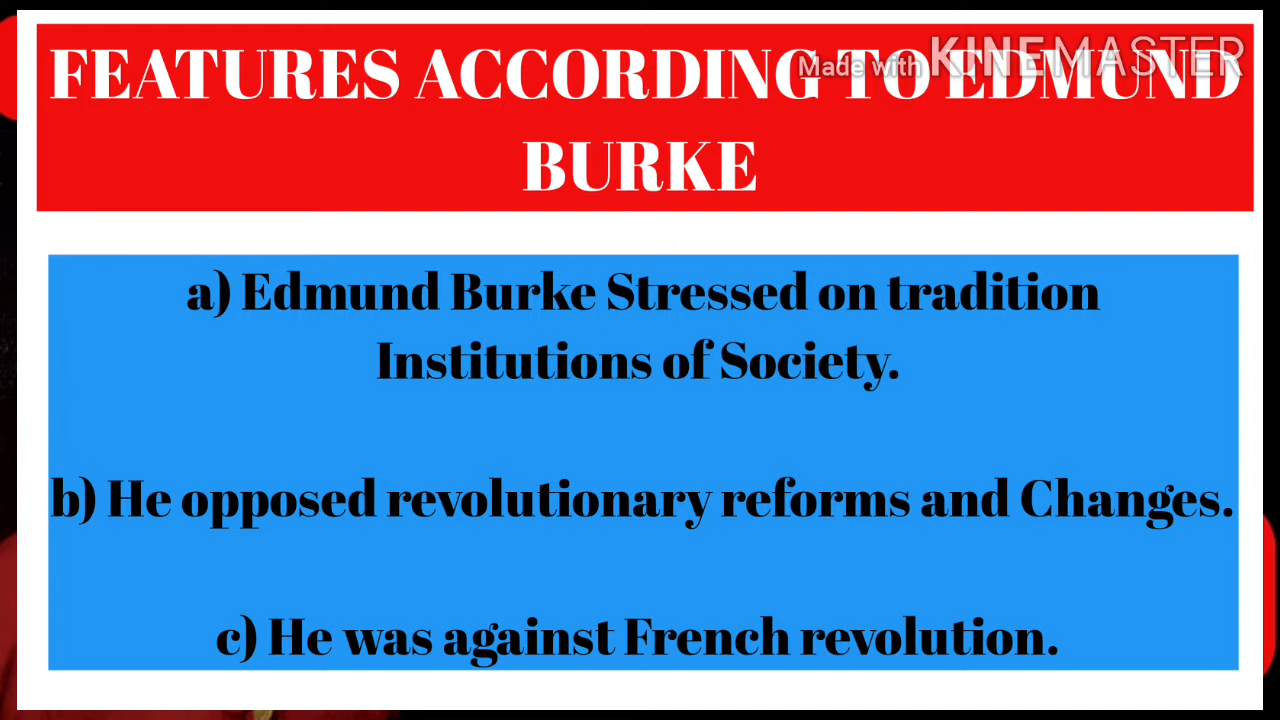 FEATURES ACCORDING TO EDMUND
BURKE
Made with KINEMASTER
a) Edmund Burke Stressed on tradition
Institutions of Society.
b) He opposed revolutionary reforms and Changes.
c) He was against French revolution.